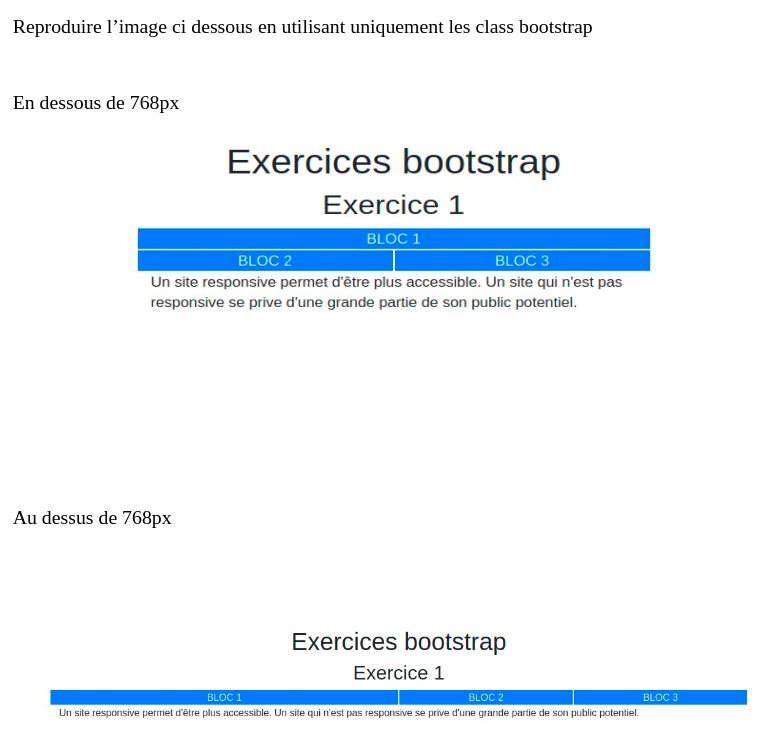 Reproduire l’image ci dessous en utilisant uniquement les class bootstrap
En dessous de 768px
Exercices bootstrap
Exercice 1
BLOC 1
BLOC 2 BLOC 3
Un site responsive permet d'être plus accessible. Un site qui n'est pas
responsive se prive d'une grande partie de son public potentiel.
Au dessus de 768px
Exercices bootstrap
Exercice 1
BLOC 1 BLOC 2 BLOC 3
Un site responsive permet d'être plus accessible. Un site qui n'est pas responsive se prive d'une grande partie de son public potentiel.